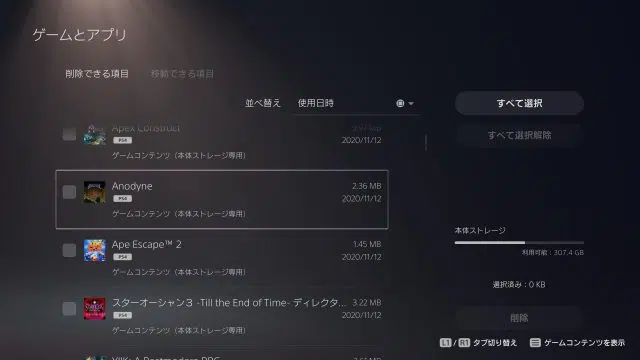 ゲームとアプリ
削除できる項目
移動できる項目
並べ替え
使用日時
すべて選択
すべて選択解除
Apex Construct
PS4
2020/11/12
ゲームコンテンツ（本体ストレージ専用）
Anodyne
2.36 MB
PS4
2020/11/12
ゲームコンテンツ（本体ストレージ専用）
Ape Escape™ 2
1.45 MB
PS4
2020/11/12
ゲームコンテンツ（本体ストレージ専用）
スターオーシャン３ -Till the End of Time- ディレクタ...
3.22 MB
PS4
2020/11/12
ゲームコンテンツ（本体ストレージ専用）
本体ストレージ
利用可能：307.4 GB
選択済み：0 KB
削除
L1 / R1 タブ切り替え
ゲームコンテンツを表示